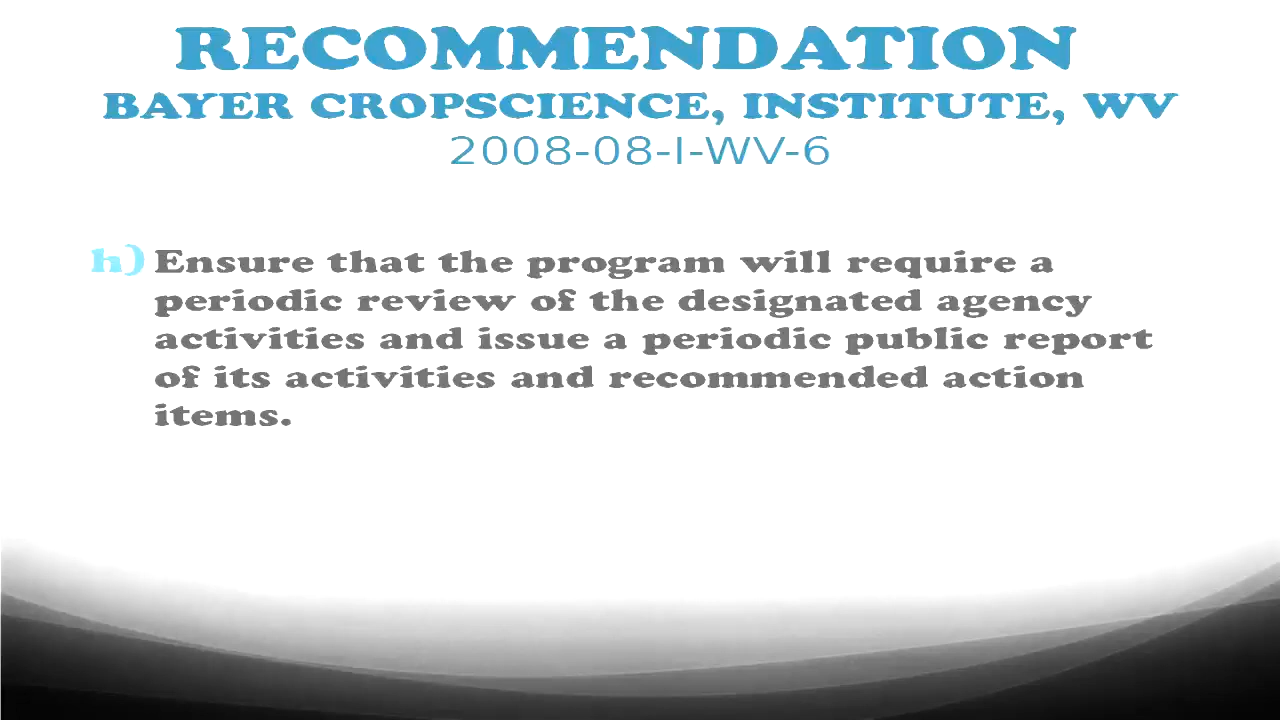 RECOMMENDATION
BAYER CROPSCIENCE, INSTITUTE, WV
2008-08-I-WV-6
h) Ensure that the program will require a
periodic review of the designated agency
activities and issue a periodic public report
of its activities and recommended action
items.